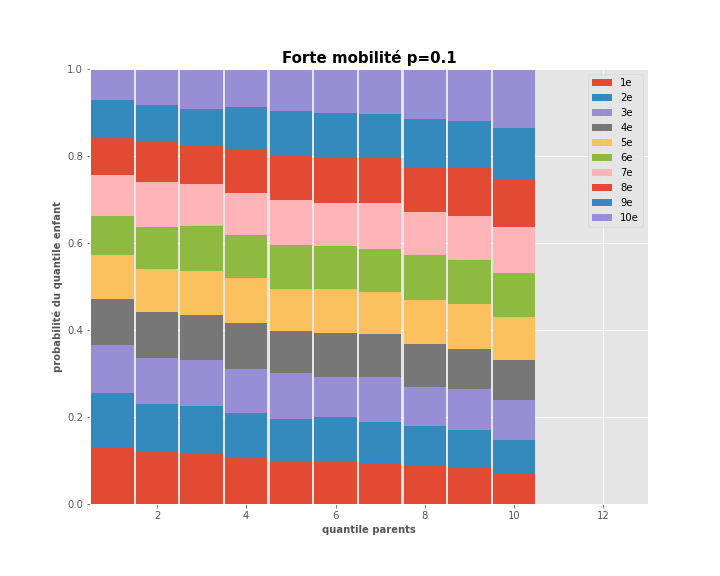 Forte mobilité p=0.1
1.0
0.8
0.6
0.4
0.2
0.0
probabilité du quantile enfant
1e
2e
3e
4e
5e
6e
7e
8e
9e
10e
2 4 6 8 10 12
quantile parents